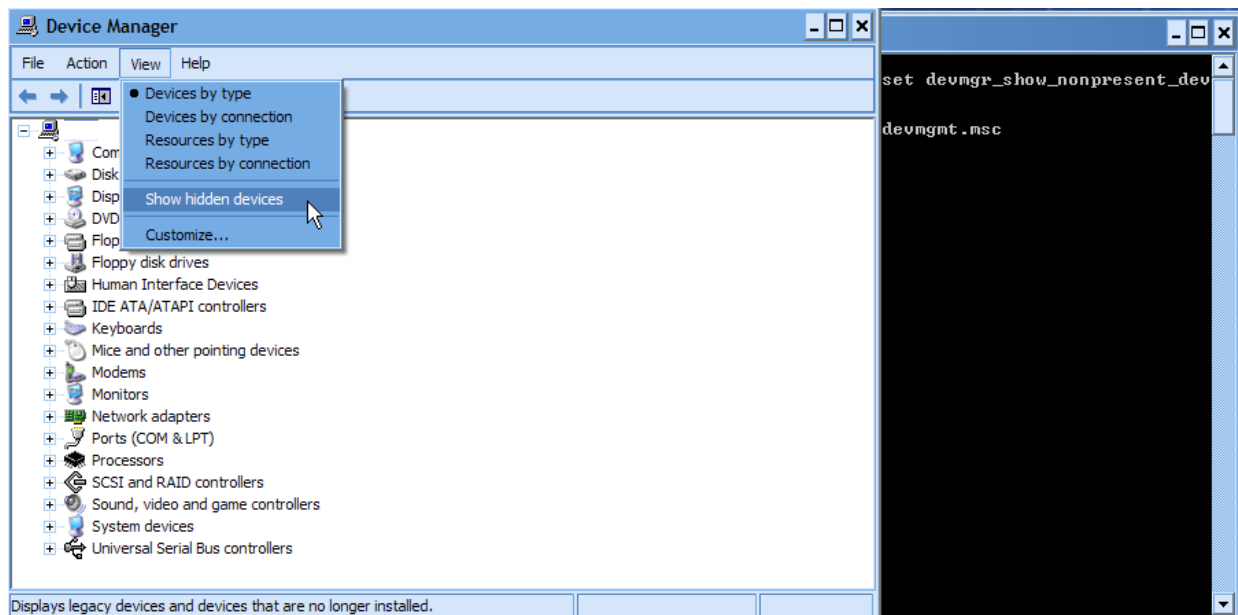 Device Manager
File Action View Help
Devices by type
Devices by connection
Resources by type
Resources by connection
Show hidden devices
Customize...
Com
Disk
Disp
DVD
Flop
Floppy disk drives
Human Interface Devices
IDE ATA/ATAPI controllers
Keyboards
Mice and other pointing devices
Modems
Monitors
Network adapters
Ports (COM & LPT)
Processors
SCSI and RAID controllers
Sound, video and game controllers
System devices
Universal Serial Bus controllers
Displays legacy devices and devices that are no longer installed.
set devmgr_show_nonpresent_dev
devmgmt.msc